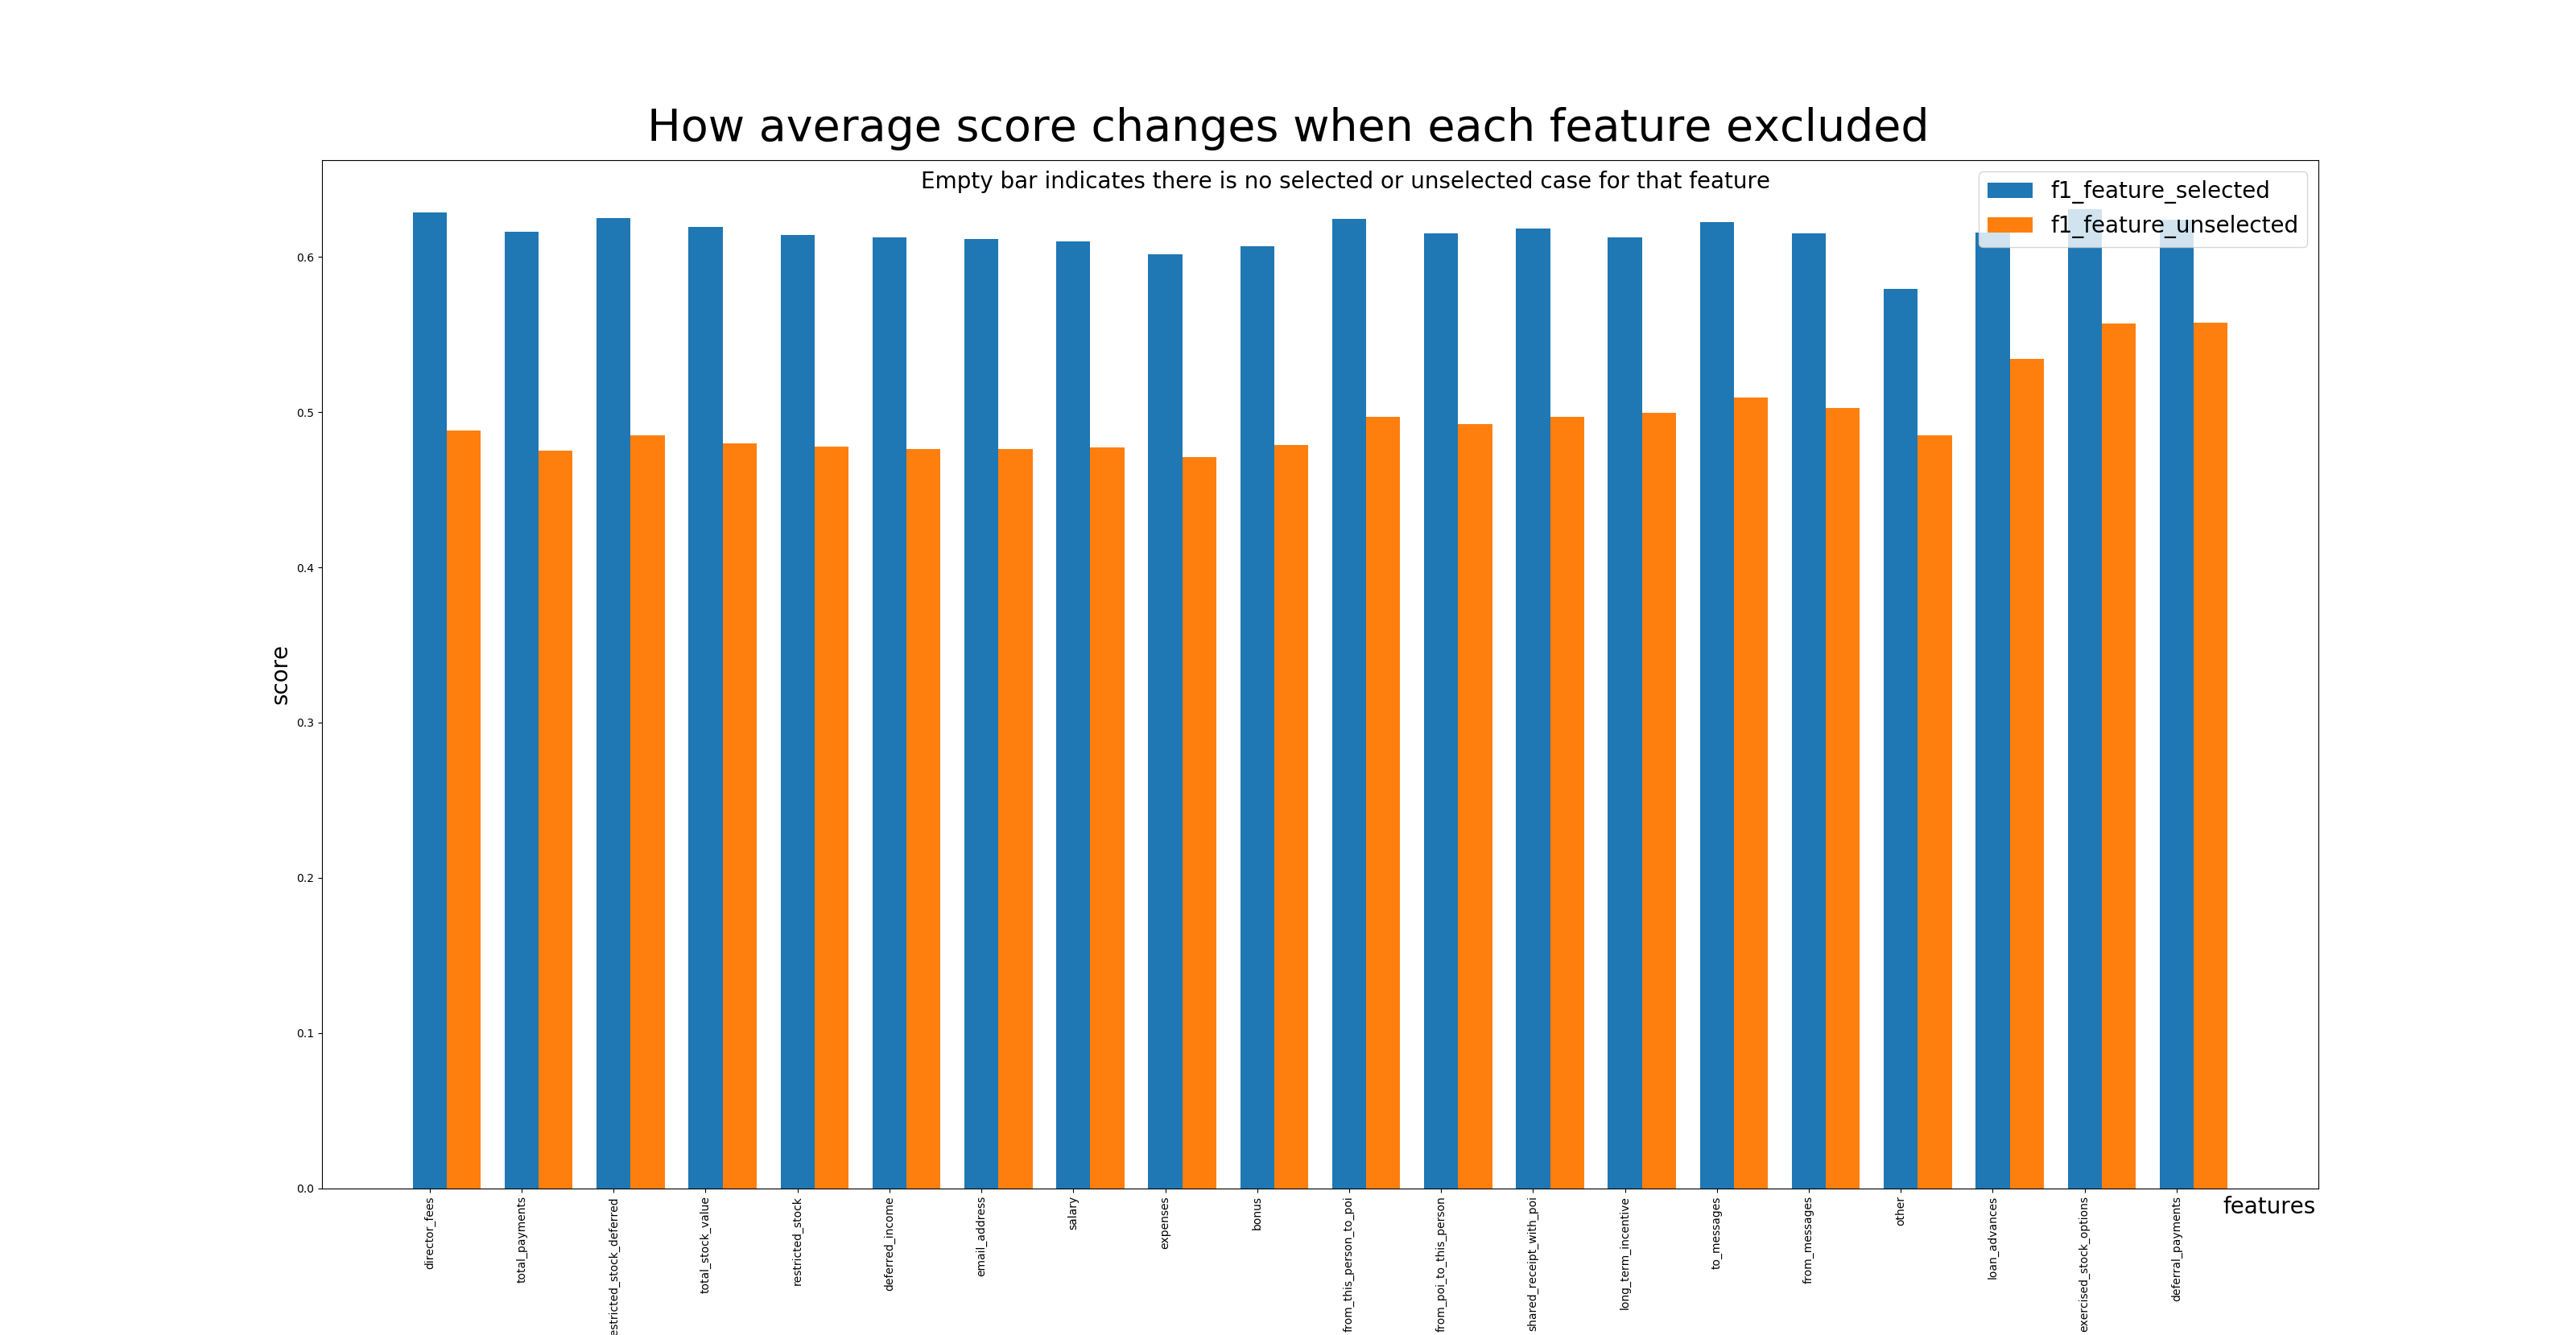 How average score changes when each feature excluded
Empty bar indicates there is no selected or unselected case for that feature
f1_feature_selected
f1_feature_unselected
score
0.6
0.5
0.4
0.3
0.2
0.1
0.0
director_fees
total_payments
estricted_stock_deferred
total_stock_value
restricted_stock
deferred_income
email_address
salary
expenses
bonus
from_this_person_to_poi
from_poi_to_this_person
shared_receipt_with_poi
long_term_incentive
to_messages
from_messages
other
loan_advances
exercised_stock_options
deferral_payments
features